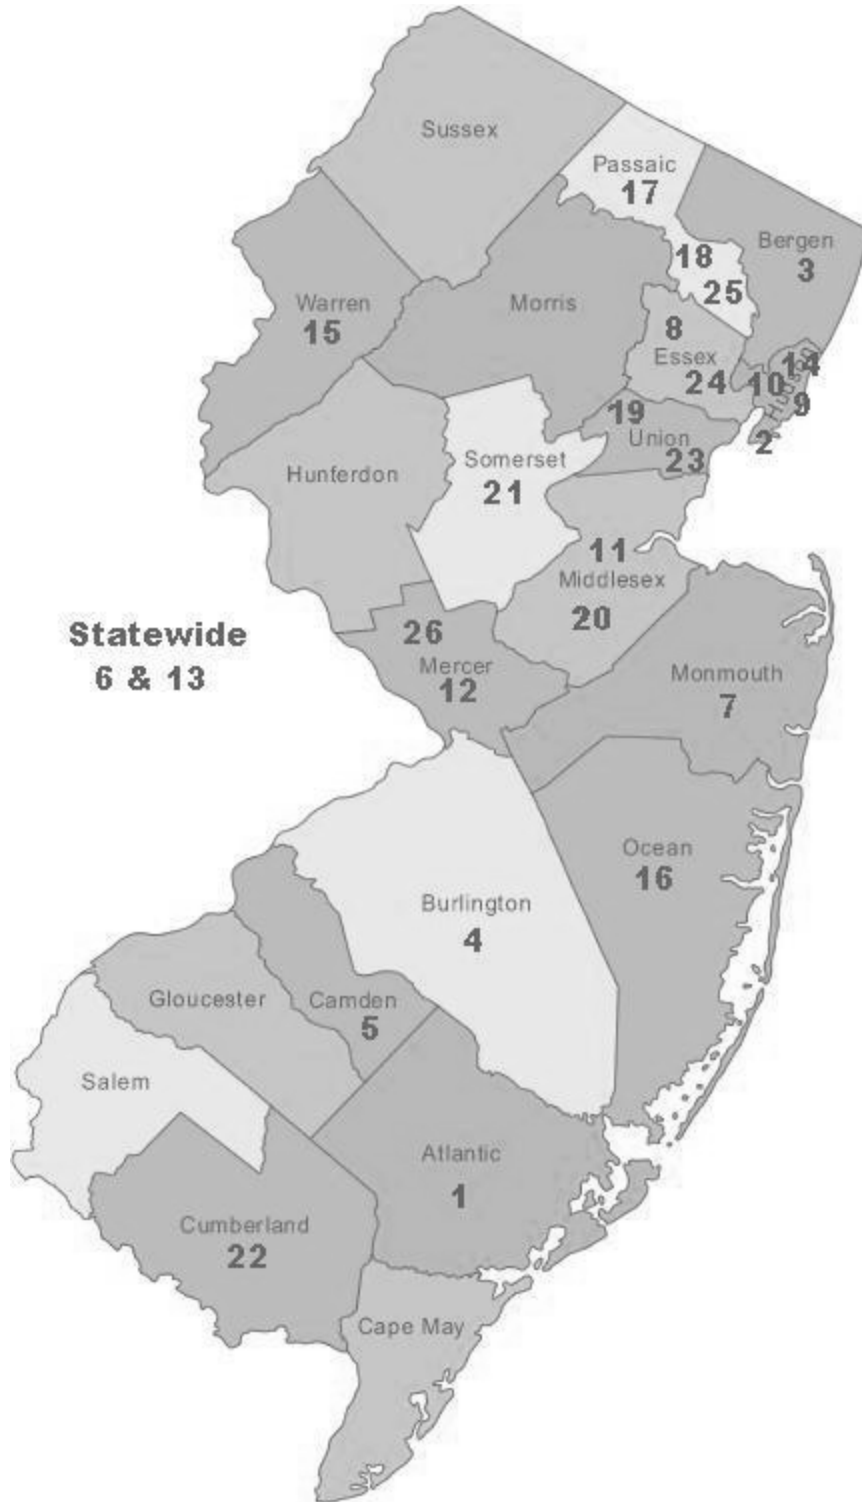 Sussex
Passaic
17
Bergen
3
18
25
Warren
15
Morris
8
Essex
24
14
10
Hudson
9
2
19
Union
23
Somerset
21
Hunferdon
11
Middlesex
20
Statewide
6 & 13
26
Mercer
12
Monmouth
7
Ocean
16
Burlington
4
Gloucester
Camden
5
Salem
Atlantic
1
Cumberland
22
Cape May